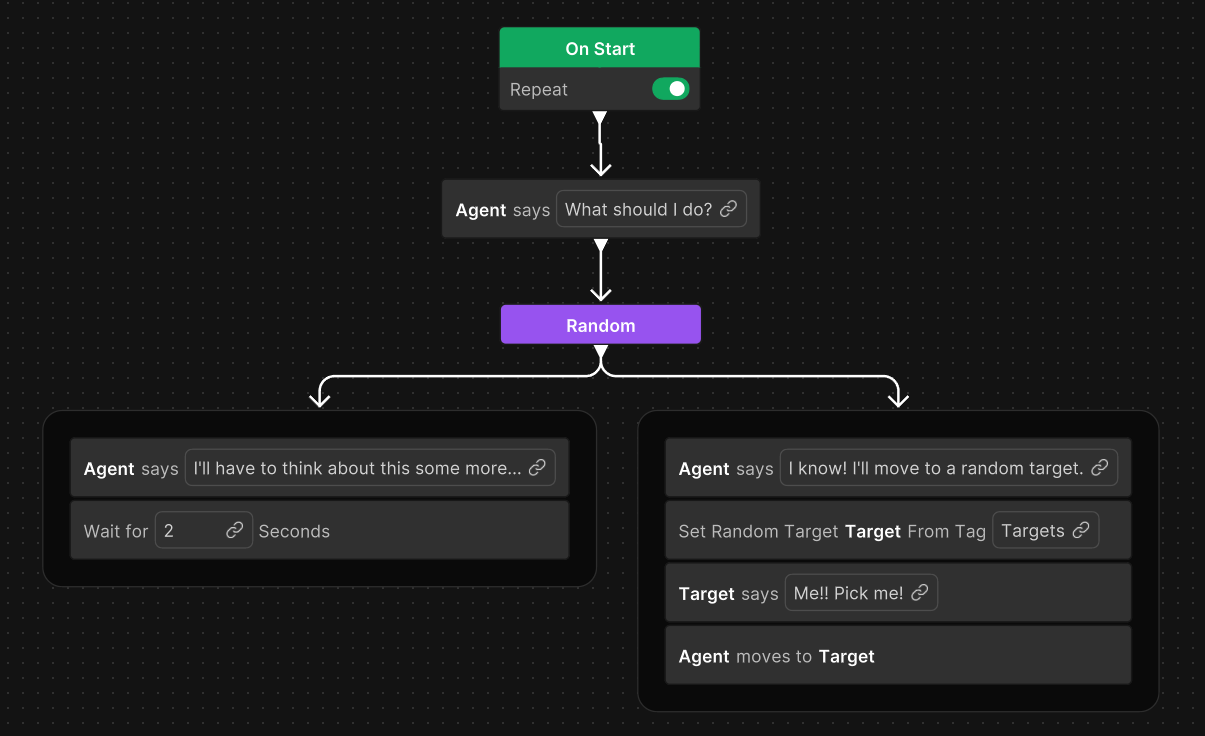 On Start
Repeat
Agent says What should I do?
Random
Agent says I'll have to think about this some more...
Wait for 2 Seconds
Agent says I know! I'll move to a random target.
Set Random Target Target From Tag Targets
Target says Me!! Pick me!
Agent moves to Target